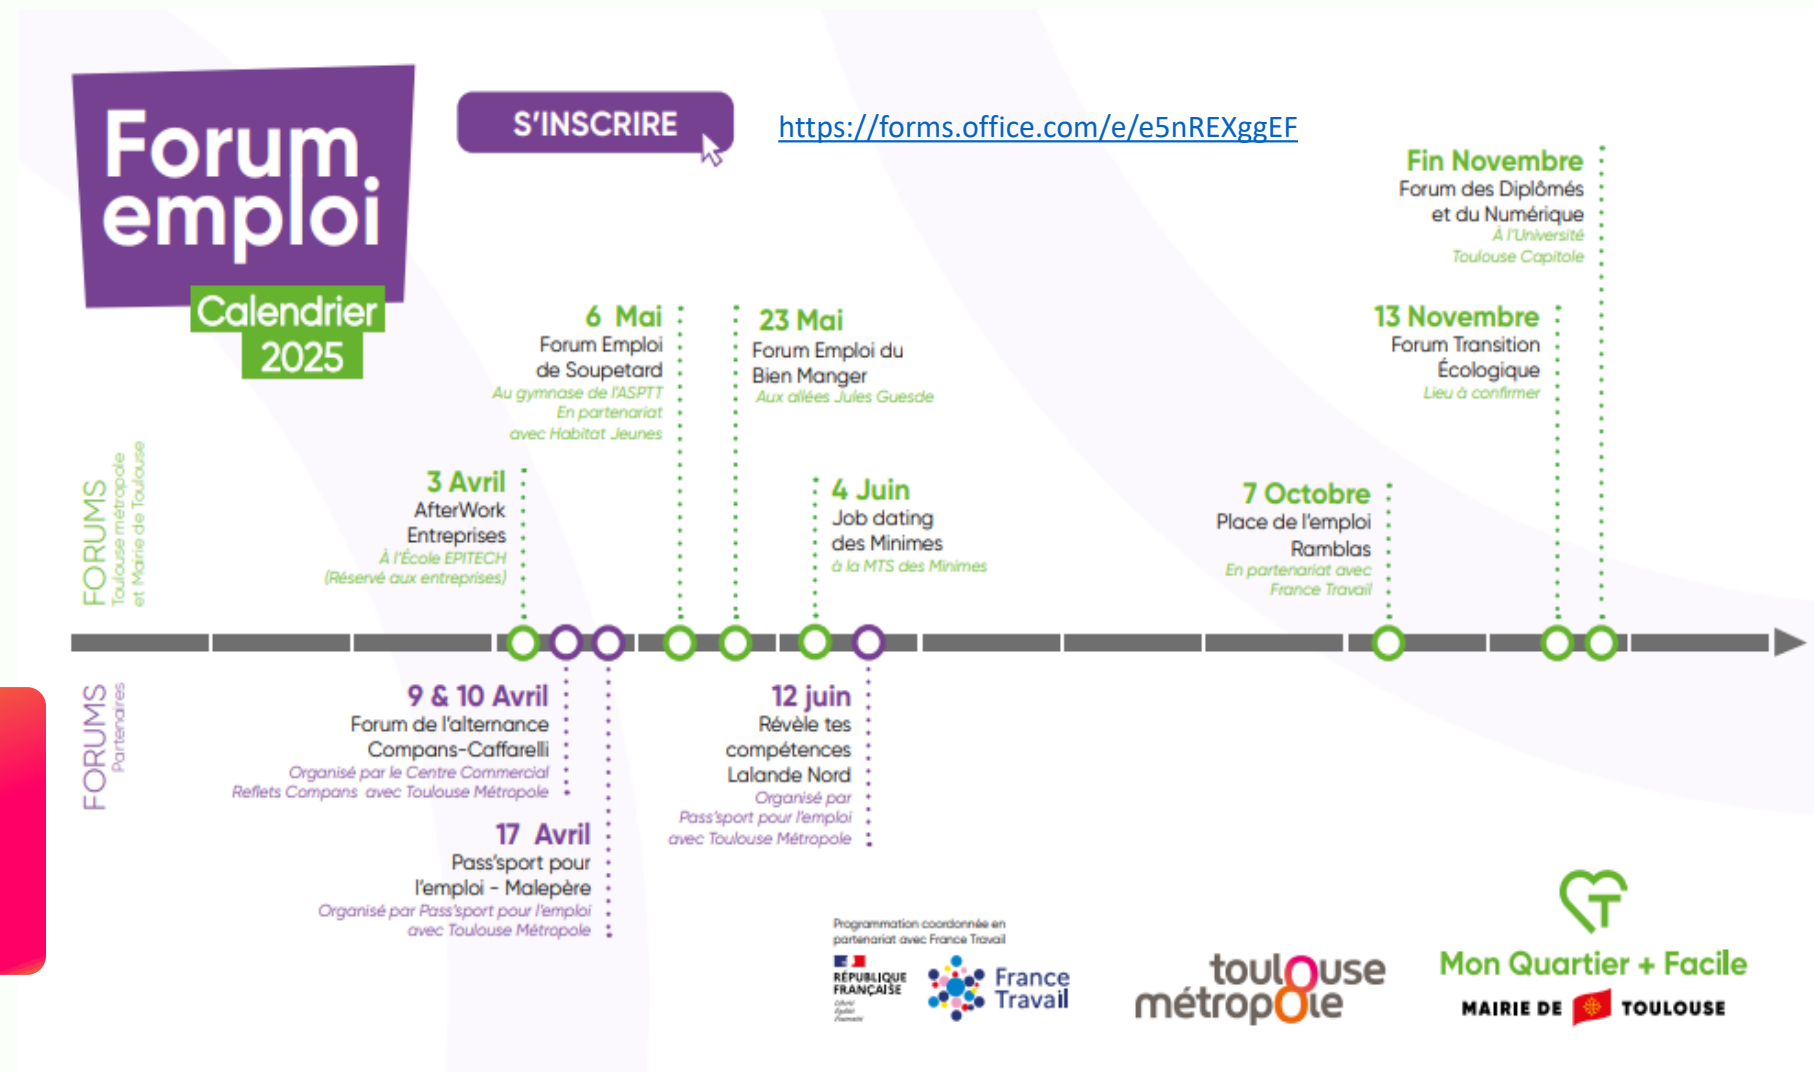 Forum
emploi
Calendrier
2025
S'INSCRIRE
https://forms.office.com/e/e5nREXggEF
FORUMS
Toulouse métropole
et Mairie de Toulouse
3 Avril
AfterWork
Entreprises
À l'École EPITECH
(Réservé aux entreprises)
6 Mai
Forum Emploi
de Soupetard
Au gymnase de l'ASPTT
En partenariat
avec Habitat Jeunes
23 Mai
Forum Emploi du
Bien Manger
Aux allées Jules Guesde
4 Juin
Job dating
des Minimes
à la MTS des Minimes
7 Octobre
Place de l'emploi
Ramblas
En partenariat avec
France Travail
13 Novembre
Forum Transition
Écologique
Lieu à confirmer
Fin Novembre
Forum des Diplômés
et du Numérique
À l'Université
Toulouse Capitole
FORUMS
Partenaires
9 & 10 Avril
Forum de l'alternance
Compans-Caffarelli
Organisé par le Centre Commercial
Reflets Compans avec Toulouse Métropole
17 Avril
Pass'sport pour
l'emploi - Malepère
Organisé par Pass'sport pour l'emploi
avec Toulouse Métropole
12 juin
Révèle tes
compétences
Lalande Nord
Organisé par
Pass'sport pour l'emploi
avec Toulouse Métropole
Programmation coordonnée en
partenariat avec France Travail
RÉPUBLIQUE
FRANÇAISE
Liberté
Égalité
Fraternité
France
Travail
toulouse
métropole
Mon Quartier + Facile
MAIRIE DE TOULOUSE